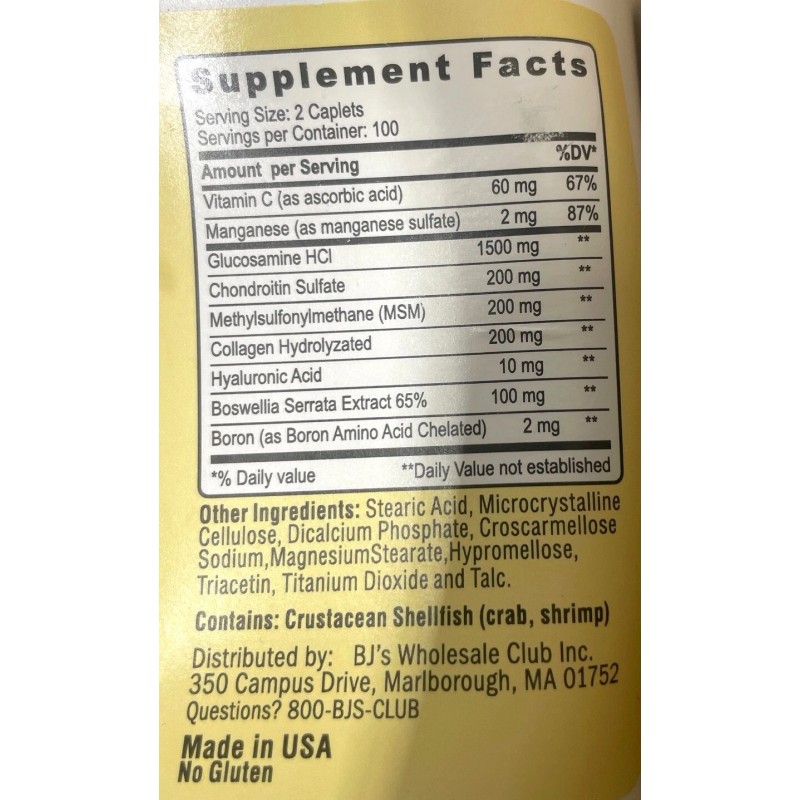 Supplement Facts
Serving Size: 2 Caplets
Servings per Container: 100
Amount per Serving %DV*
Vitamin C (as ascorbic acid) 60 mg 67%
Manganese (as manganese sulfate) 2 mg 87%
Glucosamine HCl 1500 mg **
Chondroitin Sulfate 200 mg **
Methylsulfonylmethane (MSM) 200 mg **
Collagen Hydrolyzated 200 mg **
Hyaluronic Acid 10 mg **
Boswellia Serrata Extract 65% 100 mg **
Boron (as Boron Amino Acid Chelated) 2 mg **
*% Daily value **Daily Value not established
Other Ingredients: Stearic Acid, Microcrystalline
Cellulose, Dicalcium Phosphate, Croscarmellose
Sodium,MagnesiumStearate,Hypromellose,
Triacetin, Titanium Dioxide and Talc.
Contains: Crustacean Shellfish (crab, shrimp)
Distributed by: BJ's Wholesale Club Inc.
350 Campus Drive, Marlborough, MA 01752
Questions? 800-BJS-CLUB
Made in USA
No Gluten